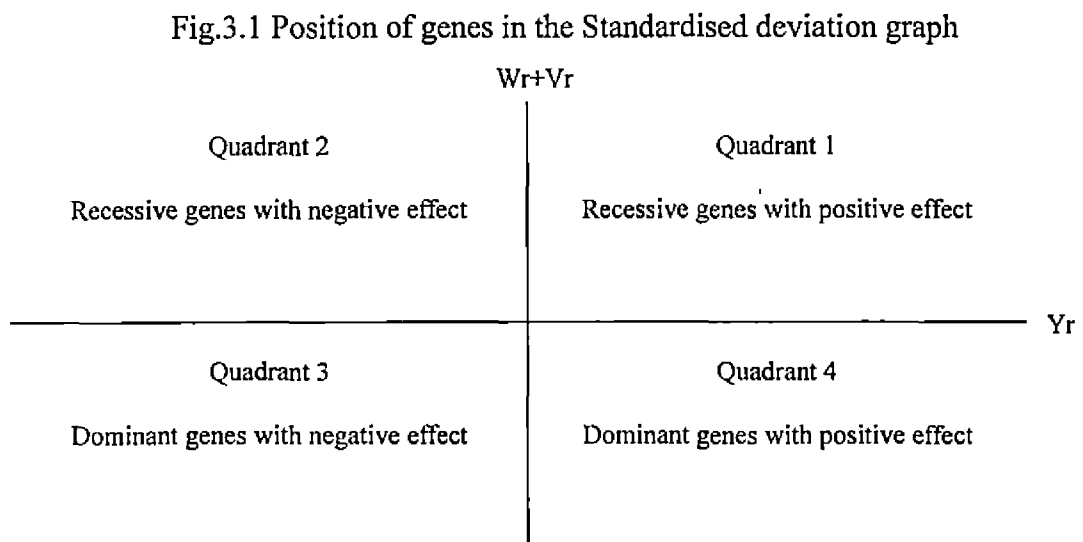 Fig.3.1 Position of genes in the Standardised deviation graph
Wr+Vr
Quadrant 2
Quadrant 1
Recessive genes with negative effect
Recessive genes with positive effect
Yr
Quadrant 3
Quadrant 4
Dominant genes with negative effect
Dominant genes with positive effect